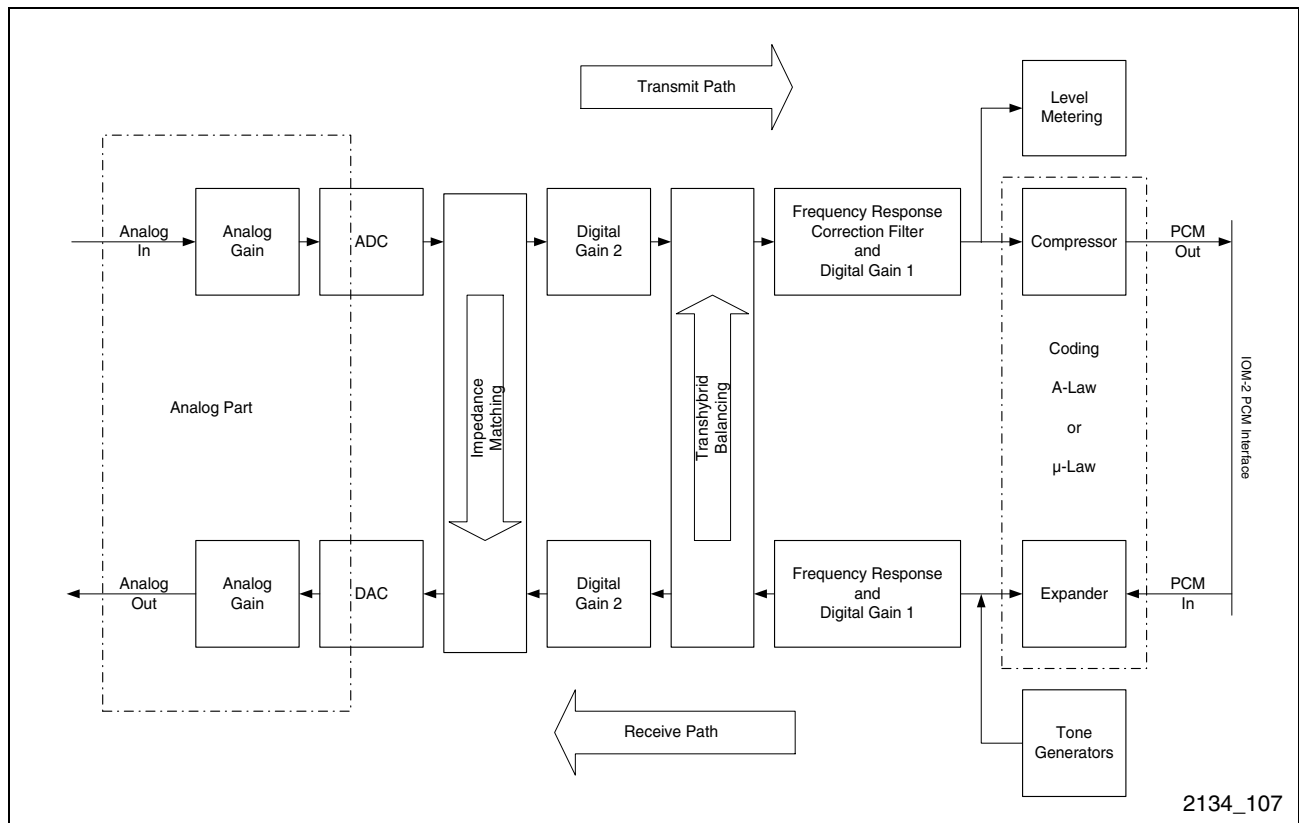 Transmit Path
Level
Metering
Analog
In
Analog
Gain
ADC
Digital
Gain 2
Frequency Response
Correction Filter
and
Digital Gain 1
Compressor
PCM
Out
Analog Part
Impedance
Matching
Transhybrid
Balancing
Coding
A-Law
or
µ-Law
IOM-2 PCM Interface
Analog
Out
Analog
Gain
DAC
Digital
Gain 2
Frequency Response
and
Digital Gain 1
Expander
PCM
In
Receive Path
Tone
Generators
2134_107